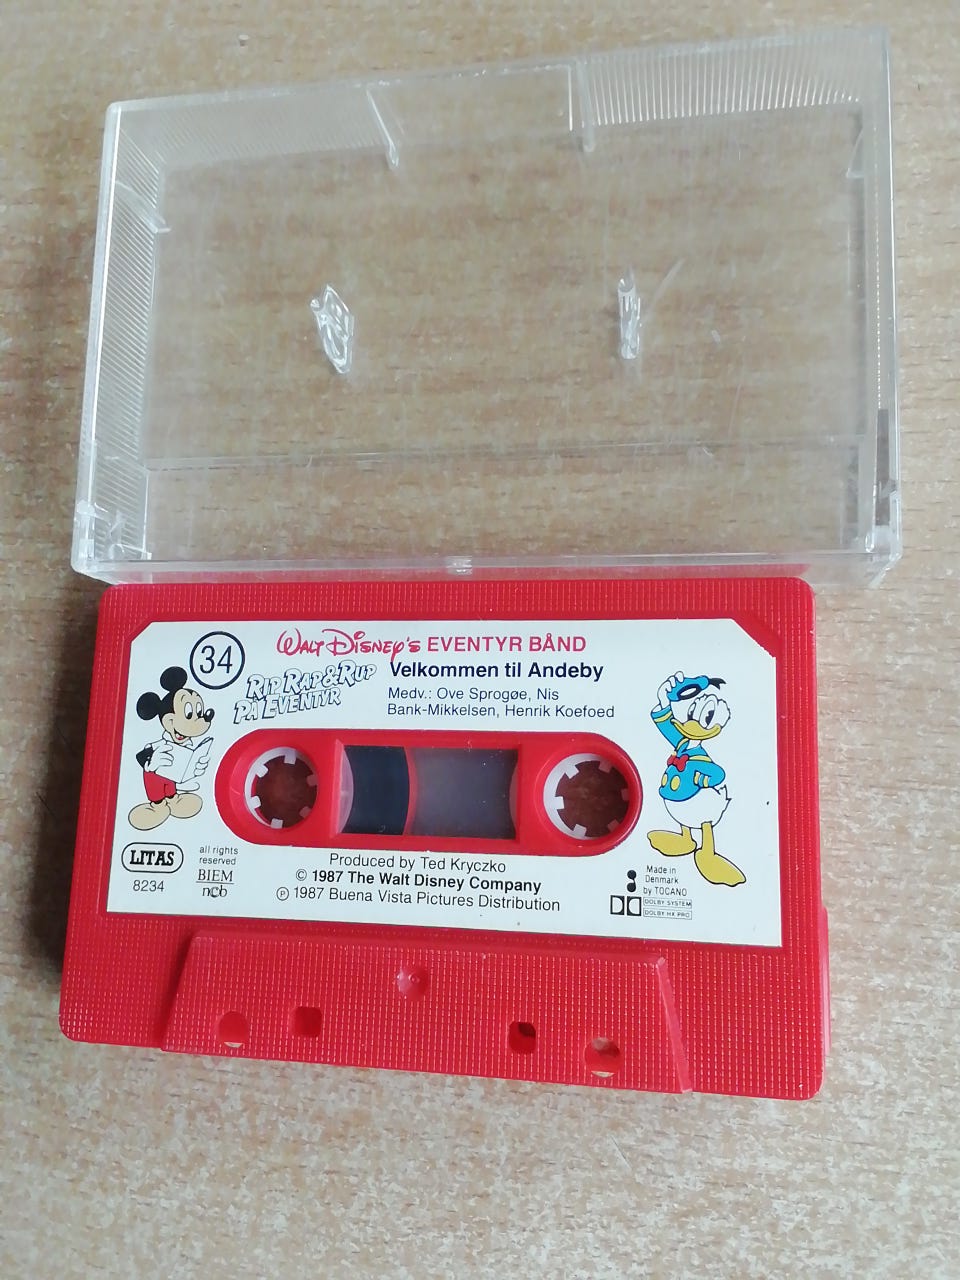 34
WALT DISNEY'S EVENTYR BÅND
RIP, RAP & RUP
PÅ EVENTYR
Velkommen til Andeby
Medv.: Ove Sprogøe, Nis
Bank-Mikkelsen, Henrik Koefoed
LITAS
8234
all rights
reserved
BIEM
ncb
Produced by Ted Kryczko
© 1987 The Walt Disney Company
℗ 1987 Buena Vista Pictures Distribution
Made in
Denmark
by TOCANO
DOLBY SYSTEM
DOLBY HX PRO